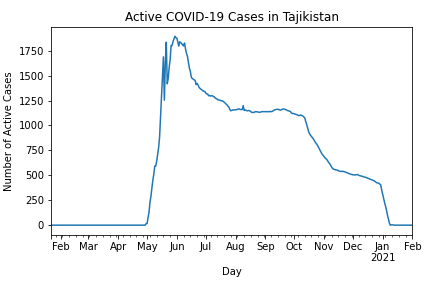 Active COVID-19 Cases in Tajikistan
Number of Active Cases
1750
1500
1250
1000
750
500
250
0
Feb Mar Apr May Jun Jul Aug Sep Oct Nov Dec Jan Feb
2021
Day